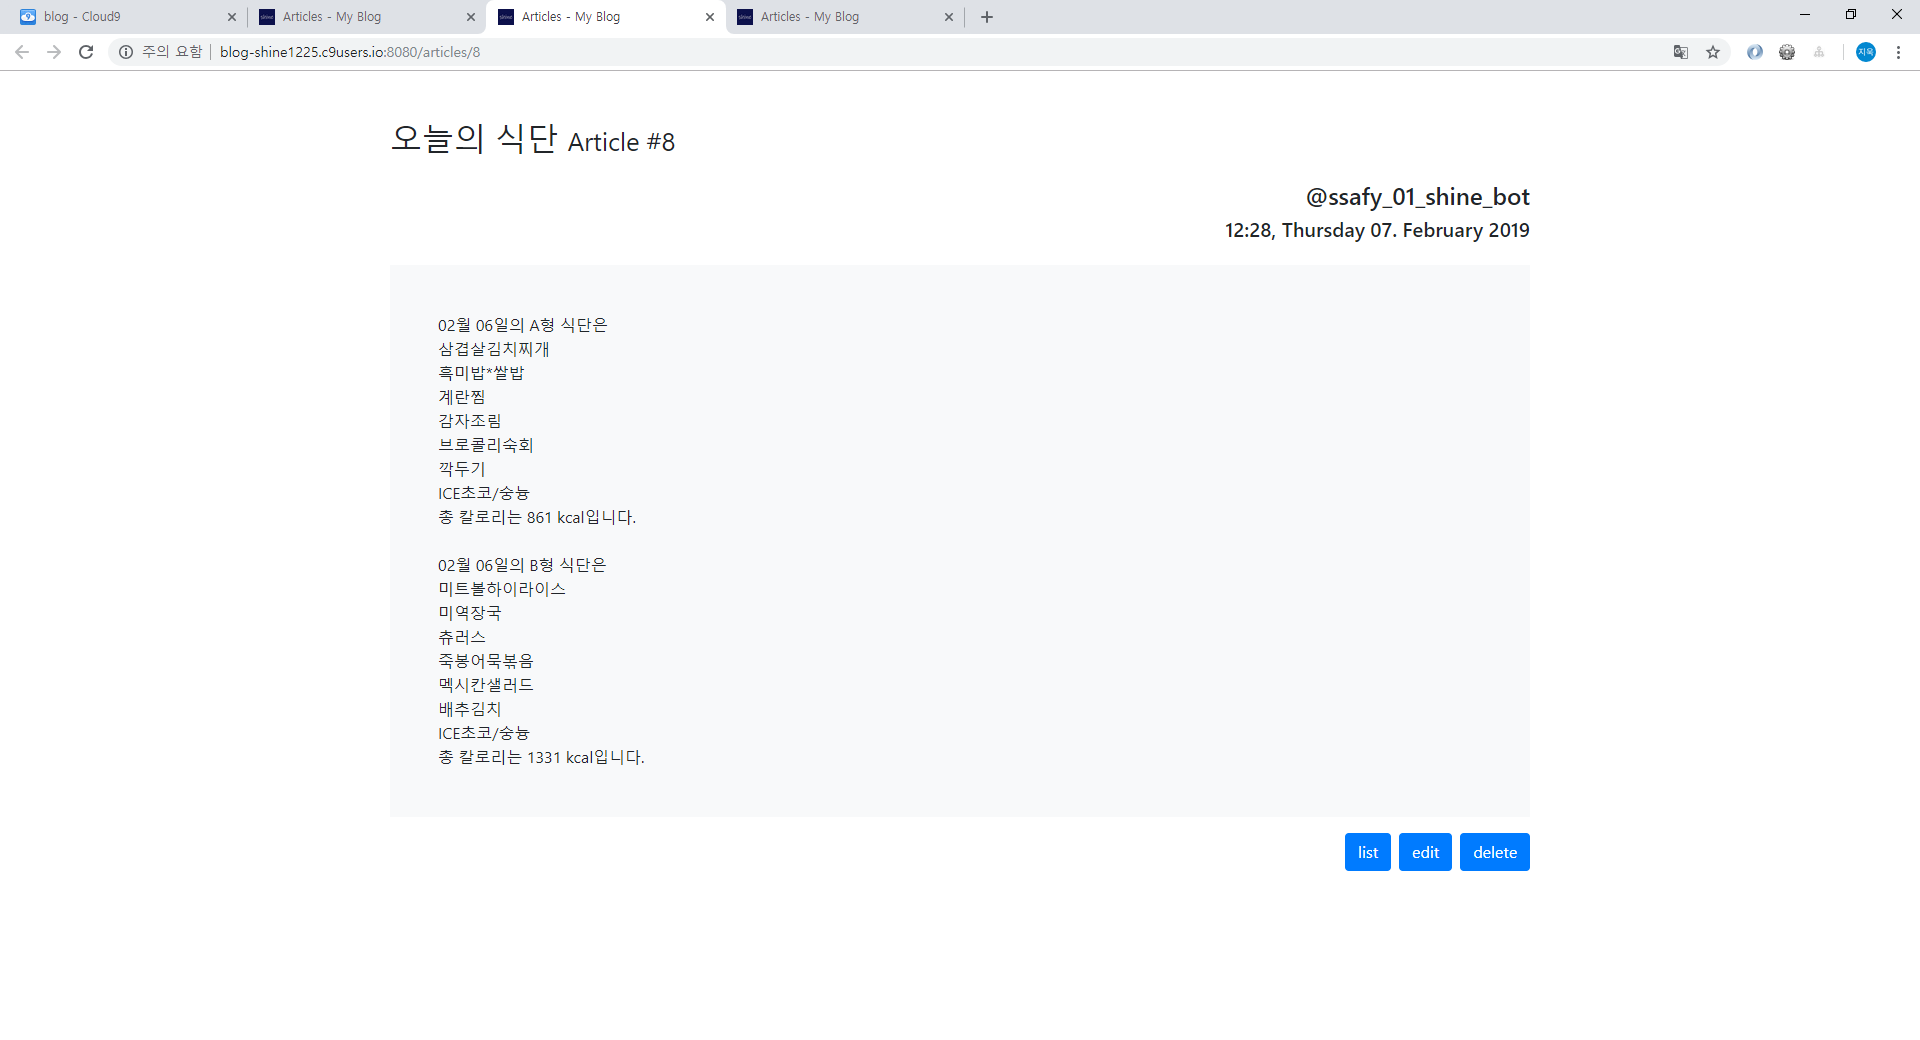 blog - Cloud9
Articles - My Blog
Articles - My Blog
Articles - My Blog
주의 요함
blog-shine1225.c9users.io:8080/articles/8
지욱
오늘의 식단 Article #8
@ssafy_01_shine_bot
12:28, Thursday 07. February 2019
02월 06일의 A형 식단은
삼겹살김치찌개
흑미밥*쌀밥
계란찜
감자조림
브로콜리숙회
깍두기
ICE초코/숭늉
총 칼로리는 861 kcal입니다.
02월 06일의 B형 식단은
미트볼하이라이스
미역장국
츄러스
죽봉어묵볶음
멕시칸샐러드
배추김치
ICE초코/숭늉
총 칼로리는 1331 kcal입니다.
list
edit
delete